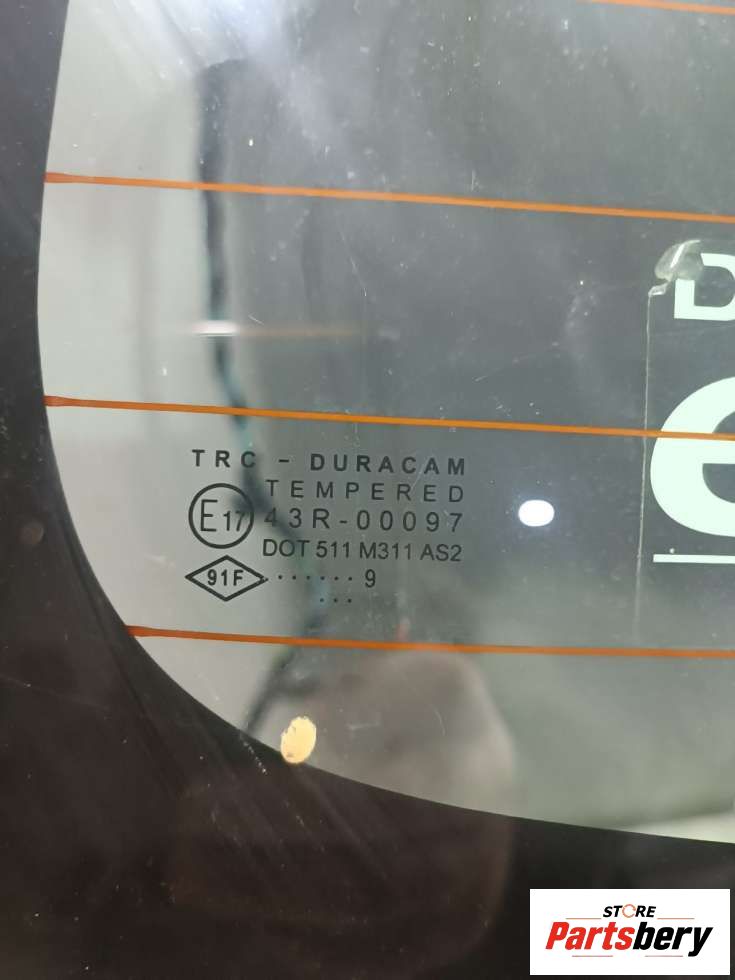 D
e
TRC - DURACAM
TEMPERED
E17 43R-00097
DOT 511 M311 AS2
91F ······ 9
···
STORE
Partsbery